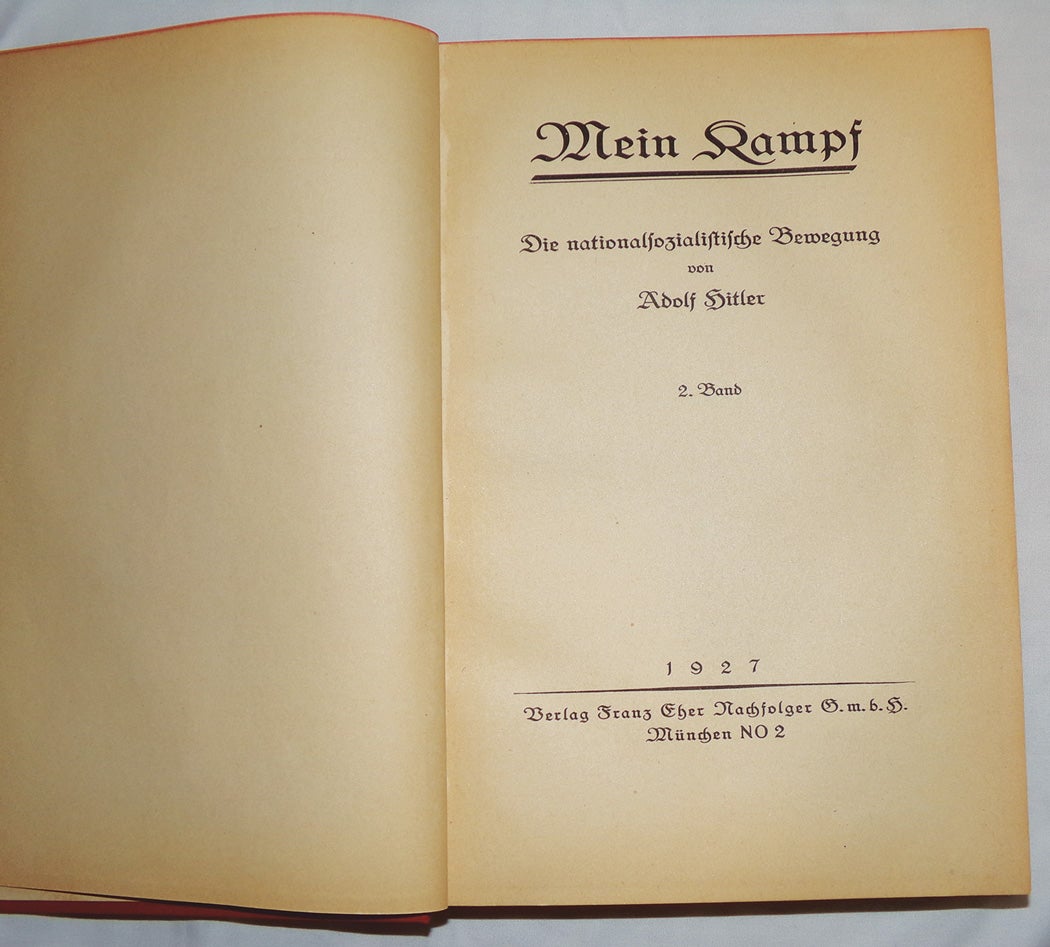 Mein Kampf
Die nationalsozialistische Bewegung
von
Adolf Hitler
2. Band
1927
Verlag Franz Eher Nachfolger G. m. b. H.
München NO 2